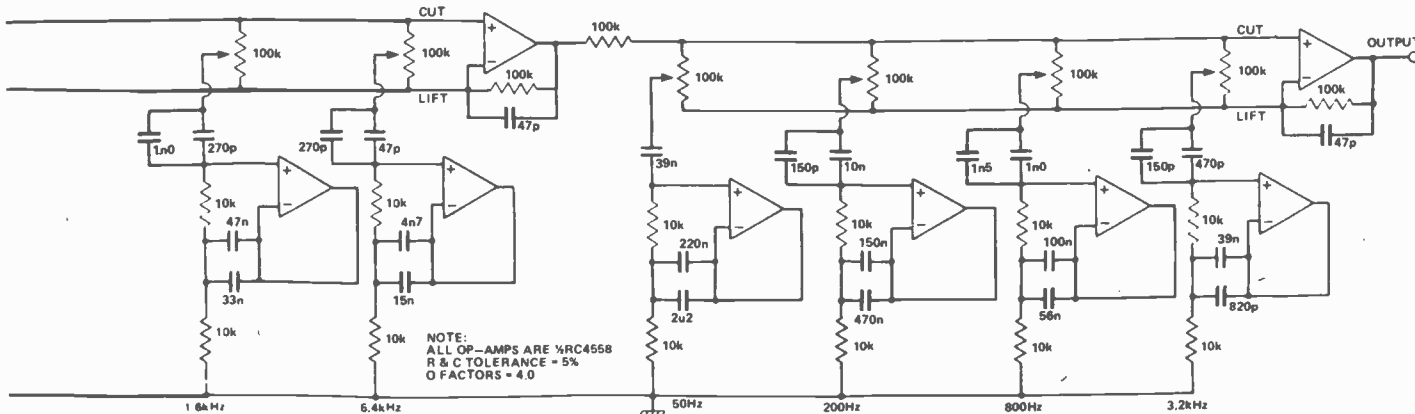 CUT
CUT
OUTPUT
100k
100k
100k
100k
100k
100k
100k
100k
100k
LIFT
LIFT
47p
47p
1n0
270p
270p
47p
39n
150p
10n
1n5
1n0
150p
470p
10k
10k
10k
10k
10k
10k
47n
4n7
220n
150n
100n
39n
33n
15n
2u2
470n
56n
820p
10k
10k
10k
10k
10k
10k
NOTE:
ALL OP–AMPS ARE ½RC4558
R & C TOLERANCE = 5%
Q FACTORS = 4.0
1 6kHz
6.4kHz
50Hz
200Hz
800Hz
3.2kHz